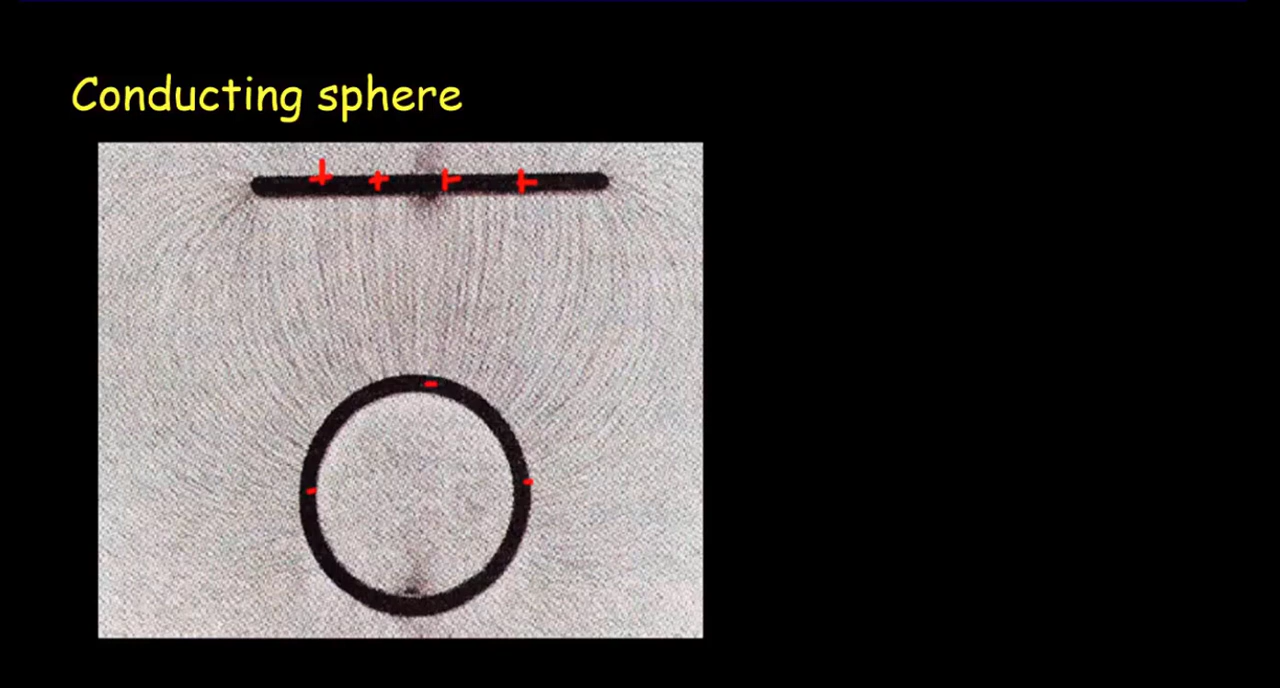 Conducting sphere
+ + + +
-
- -